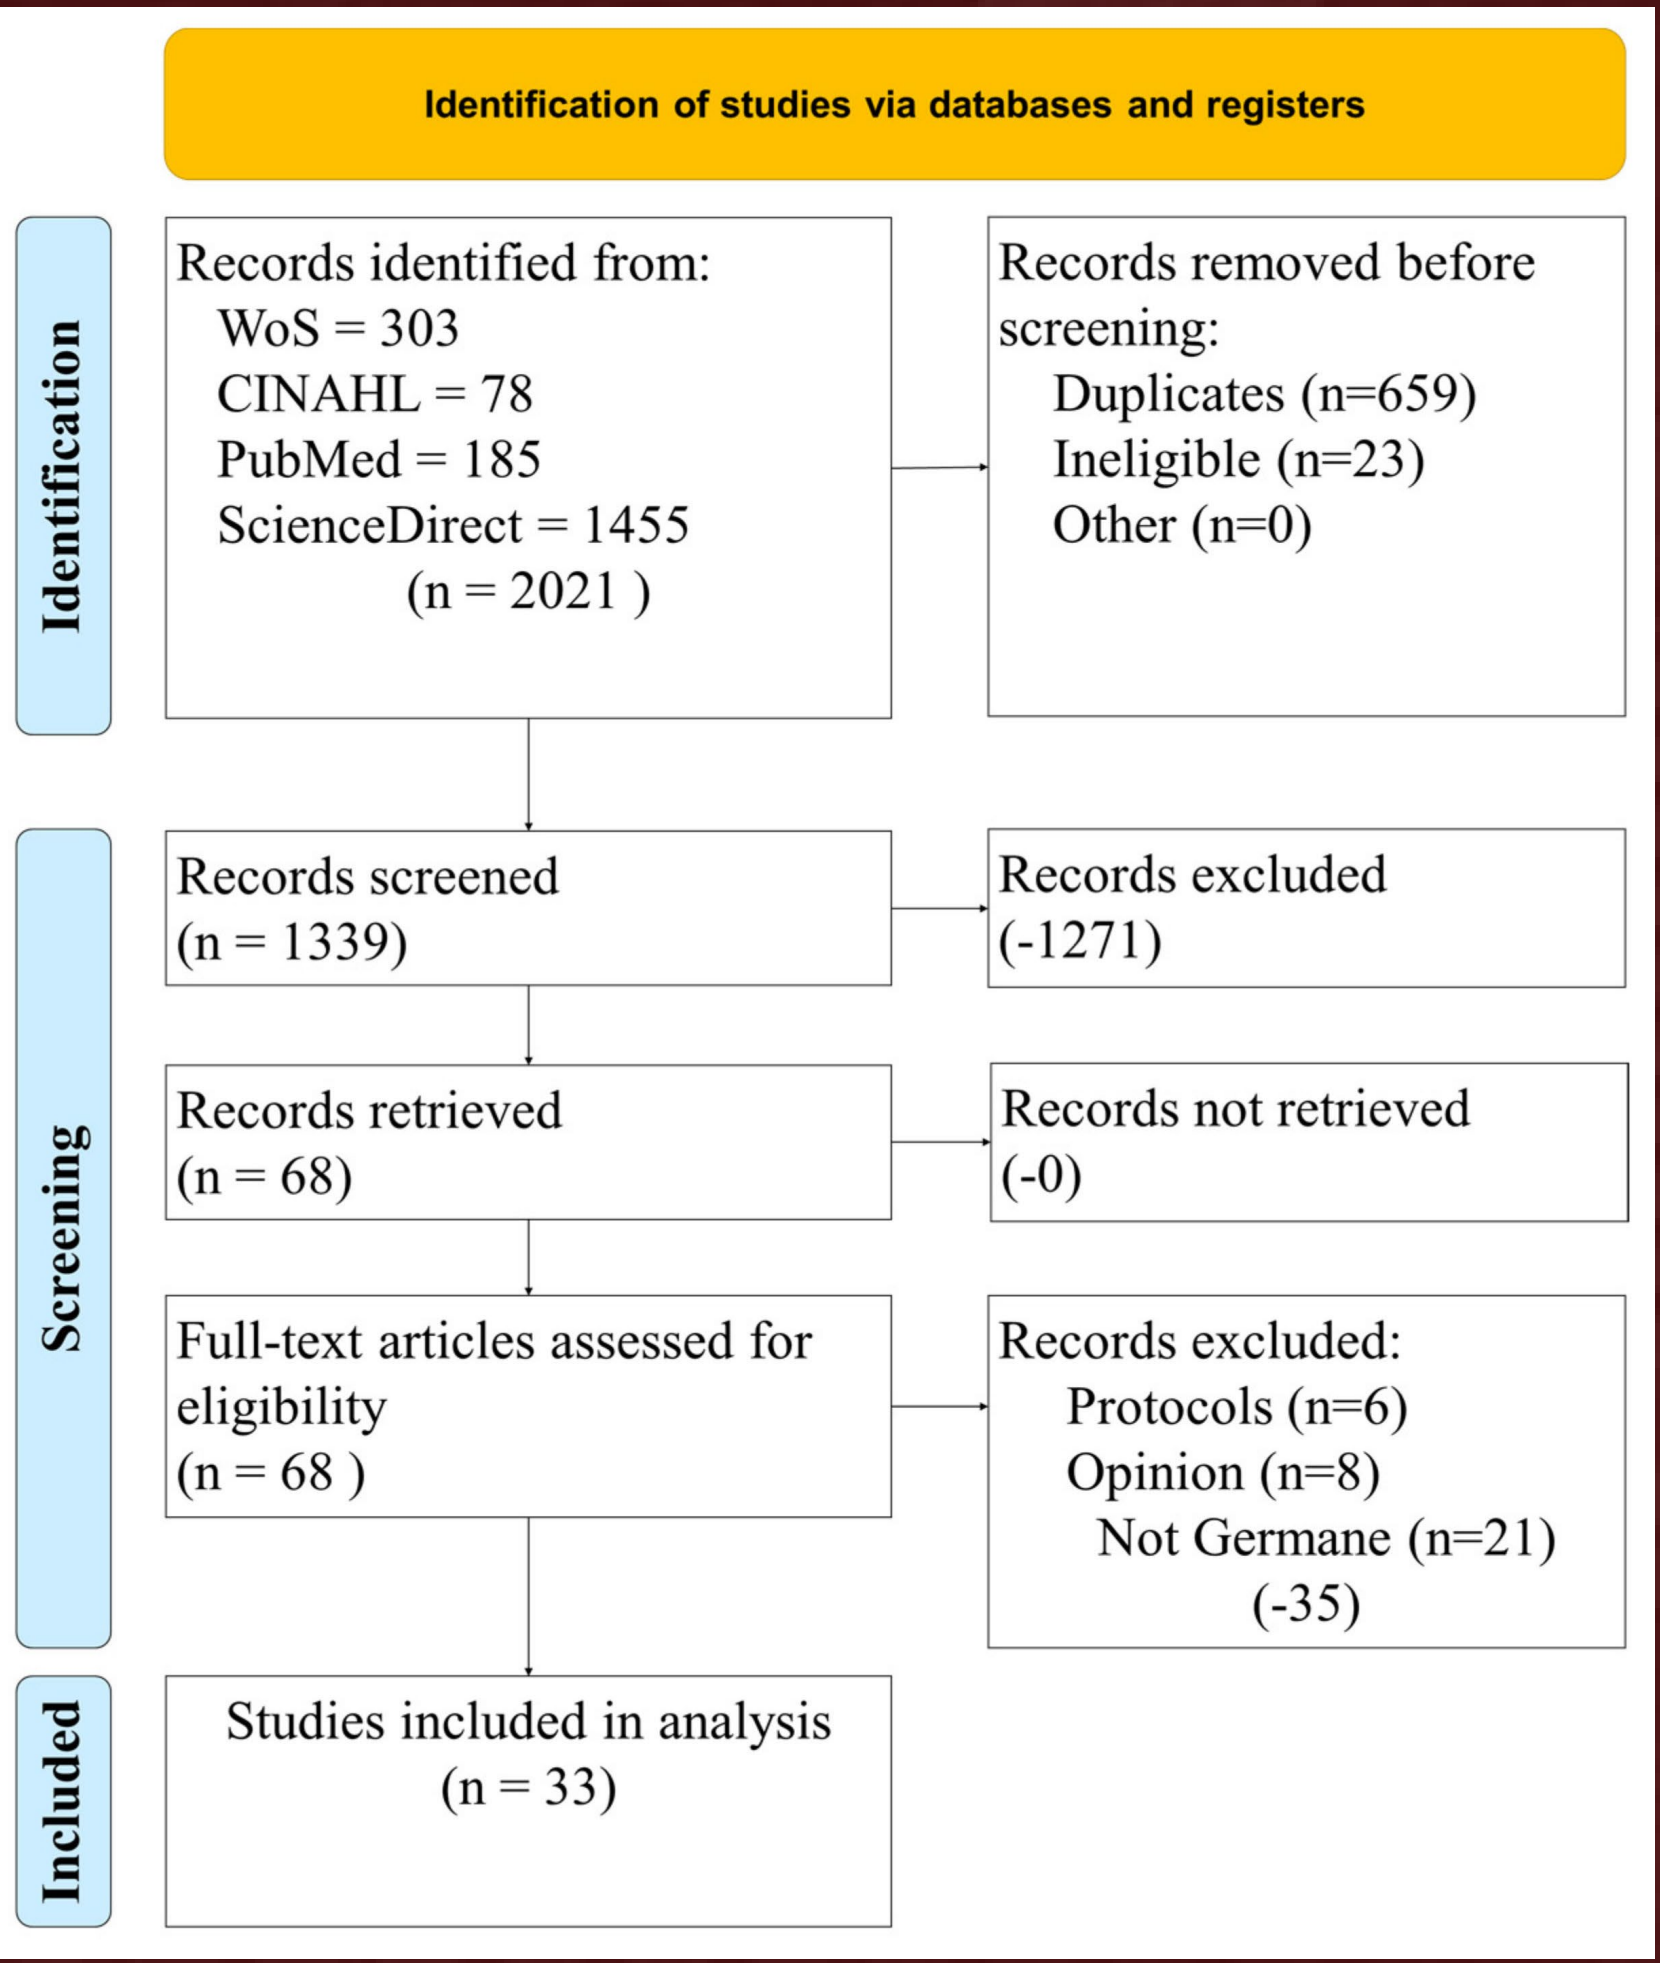 Identification of studies via databases and registers
Identification
Records identified from:
WoS = 303
CINAHL = 78
PubMed = 185
ScienceDirect = 1455
(n = 2021 )
Records removed before
screening:
Duplicates (n=659)
Ineligible (n=23)
Other (n=0)
Screening
Records screened
(n = 1339)
Records excluded
(-1271)
Records retrieved
(n = 68)
Records not retrieved
(-0)
Full-text articles assessed for
eligibility
(n = 68 )
Records excluded:
Protocols (n=6)
Opinion (n=8)
Not Germane (n=21)
(-35)
Included
Studies included in analysis
(n = 33)